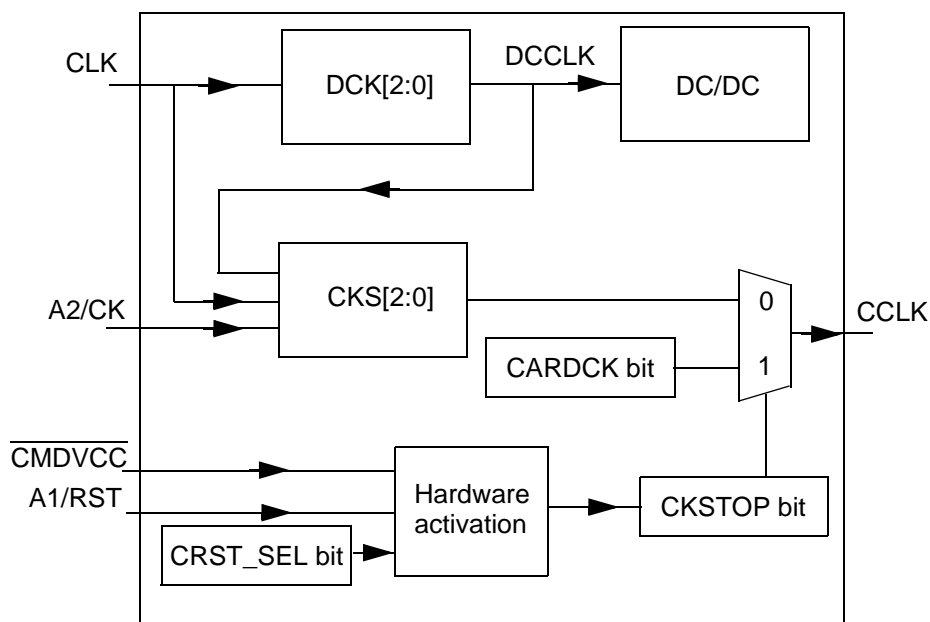 CLK
DCK[2:0]
DCCLK
DC/DC
A2/CK
CKS[2:0]
0
1
CCLK
CARDCK bit
CMDVCC
A1/RST
Hardware
activation
CKSTOP bit
CRST_SEL bit